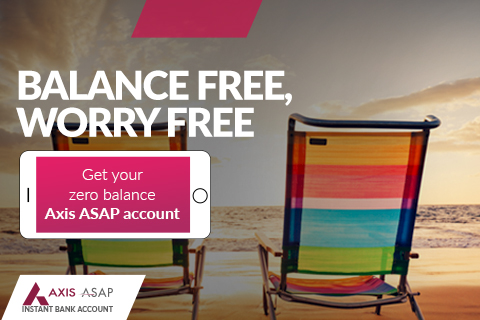 BALANCE FREE,
WORRY FREE
Get your
zero balance
Axis ASAP account
AXIS ASAP
INSTANT BANK ACCOUNT